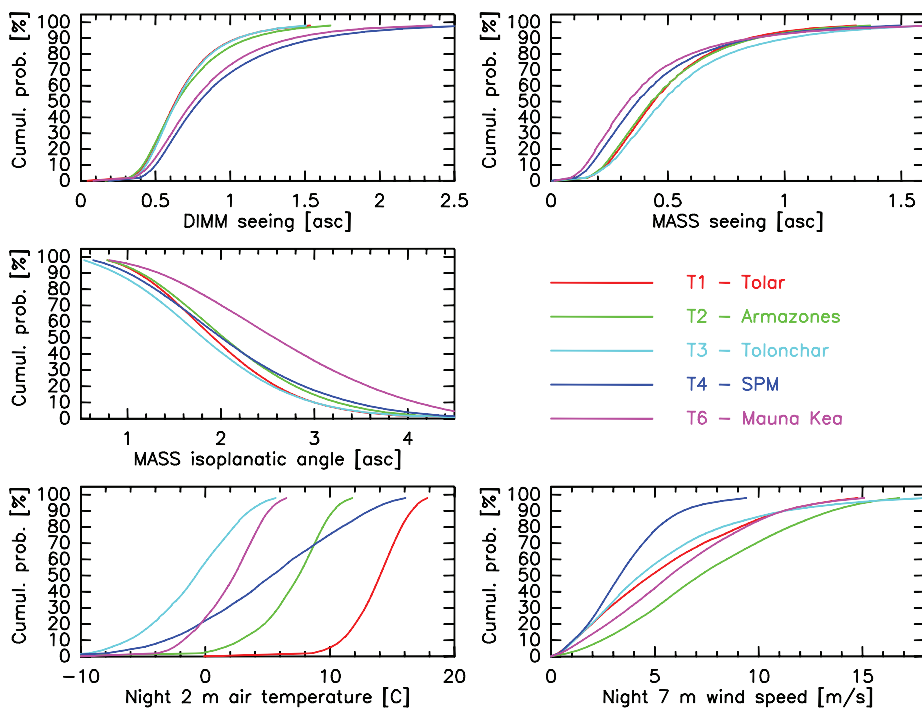 Cumul. prob. [%]
100
90
80
70
60
50
40
30
20
10
0
0 0.5 1.0 1.5 2.0 2.5
DIMM seeing [asc]
Cumul. prob. [%]
100
90
80
70
60
50
40
30
20
10
0
0 0.5 1.0 1.5
MASS seeing [asc]
Cumul. prob. [%]
100
90
80
70
60
50
40
30
20
10
0
1 2 3 4
MASS isoplanatic angle [asc]
T1 – Tolar
T2 – Armazones
T3 – Tolonchar
T4 – SPM
T6 – Mauna Kea
Cumul. prob. [%]
100
90
80
70
60
50
40
30
20
10
0
−10 0 10 20
Night 2 m air temperature [C]
Cumul. prob. [%]
100
90
80
70
60
50
40
30
20
10
0
0 5 10 15
Night 7 m wind speed [m/s]